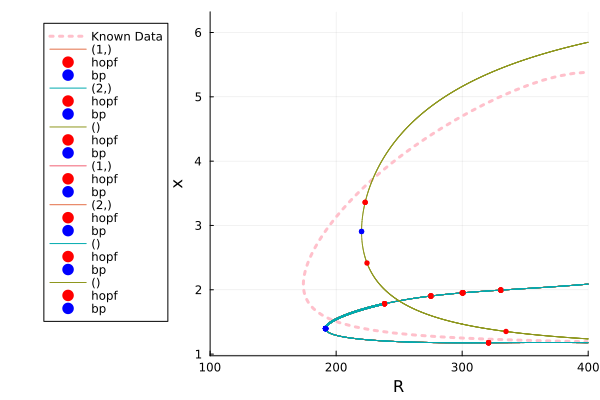 Known Data
(1,)
hopf
bp
(2,)
hopf
bp
()
hopf
bp
(1,)
hopf
bp
(2,)
hopf
bp
()
hopf
bp
()
hopf
bp
x
6
5
4
3
2
1
100 200 300 400
R